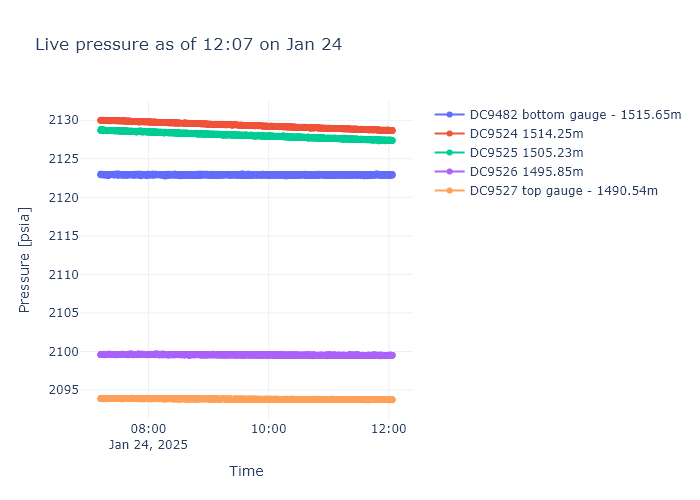 Live pressure as of 12:07 on Jan 24
DC9482 bottom gauge - 1515.65m
DC9524 1514.25m
DC9525 1505.23m
DC9526 1495.85m
DC9527 top gauge - 1490.54m
Pressure [psia]
2130
2125
2120
2115
2110
2105
2100
2095
08:00
Jan 24, 2025
10:00
12:00
Time